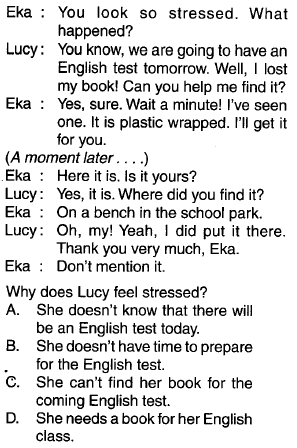 Eka : You look so stressed. What
happened?
Lucy: You know, we are going to have an
English test tomorrow. Well, I lost
my book! Can you help me find it?
Eka : Yes, sure. Wait a minute! I've seen
one. It is plastic wrapped. I'll get it
for you.
(A moment later . . . .)
Eka : Here it is. Is it yours?
Lucy: Yes, it is. Where did you find it?
Eka : On a bench in the school park.
Lucy: Oh, my! Yeah, I did put it there.
Thank you very much, Eka.
Eka : Don't mention it.
Why does Lucy feel stressed?
A. She doesn't know that there will
be an English test today.
B. She doesn't have time to prepare
for the English test.
C. She can't find her book for the
coming English test.
D. She needs a book for her English
class.